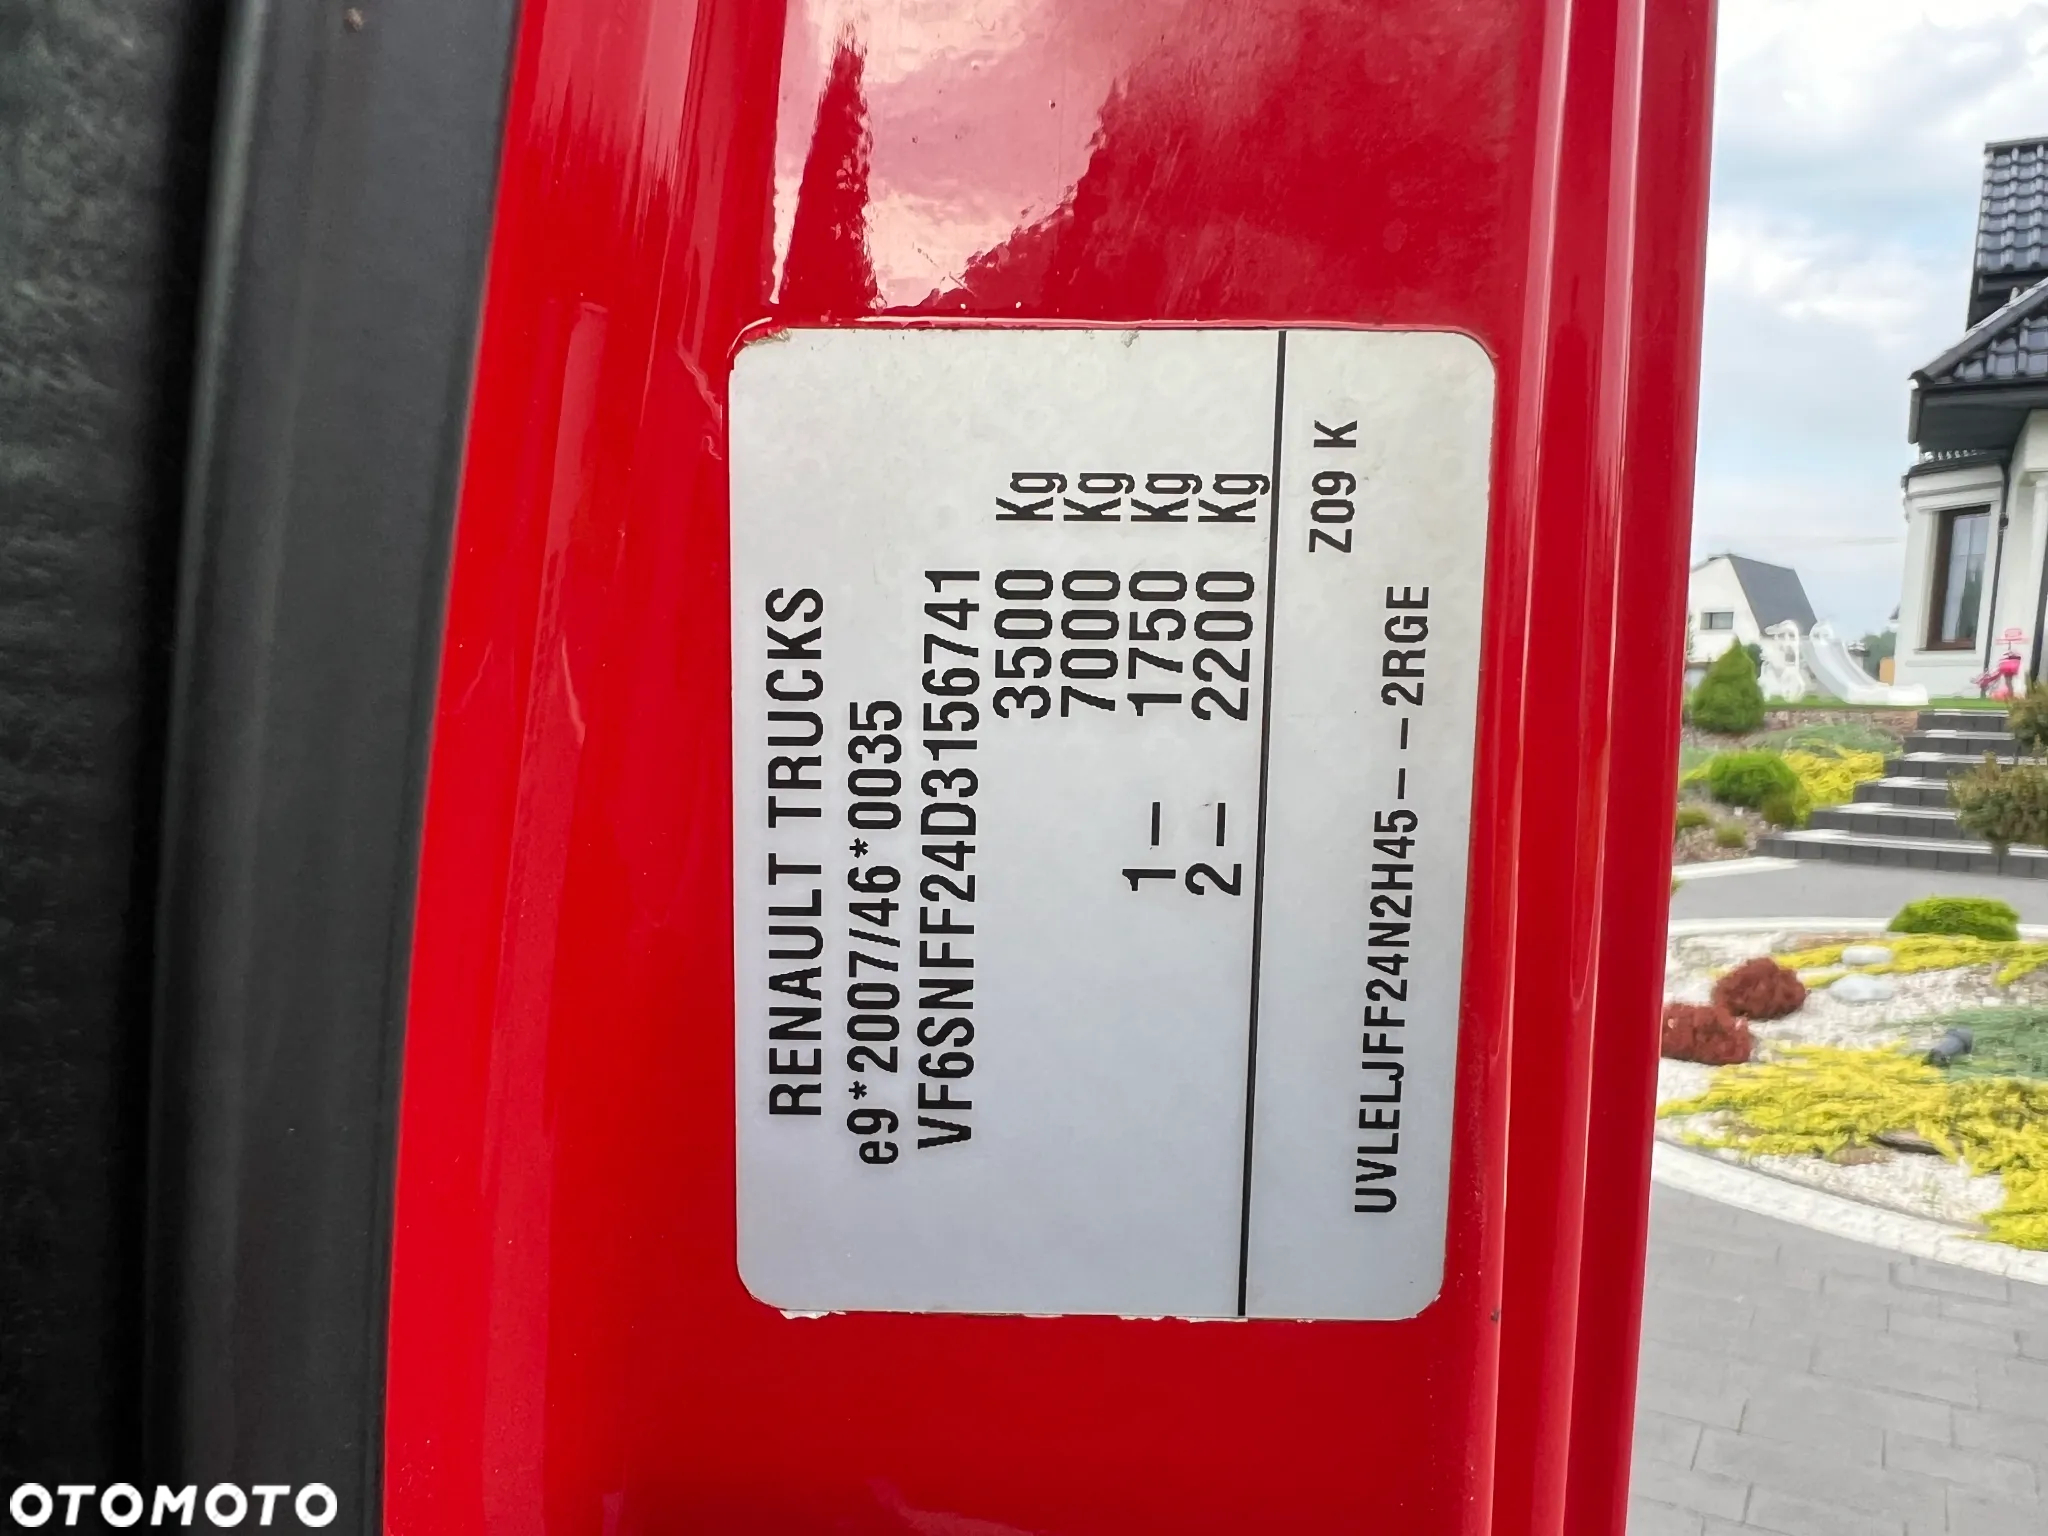 RENAULT TRUCKS
e9*2007/46*0035
VF6SNFF24D3156741
3500 Kg
7000 Kg
1- 1750 Kg
2- 2200 Kg
Z09 K
UVLELJFF24N2H45--2RGE
OTOMOTO